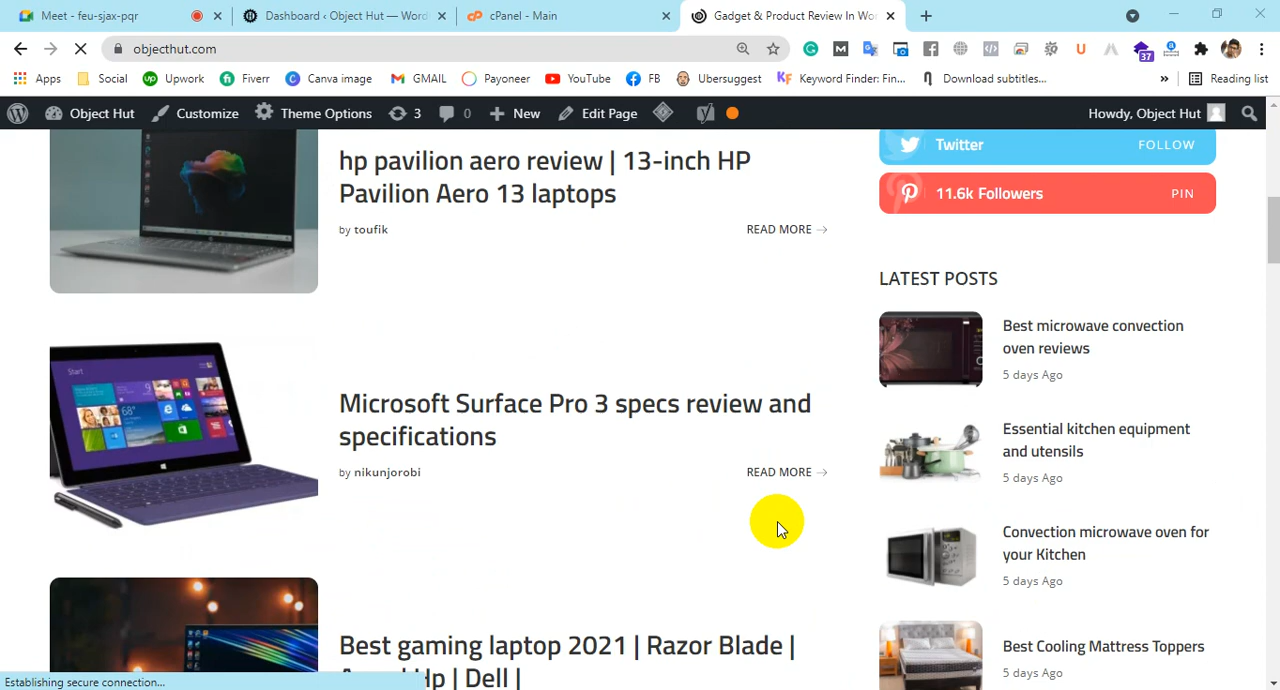 Meet - feu-sjax-pqr
Dashboard ‹ Object Hut — Word
cPanel - Main
Gadget & Product Review In Wor
objecthut.com
37
Apps
Social
Upwork
Fiverr
Canva image
GMAIL
Payoneer
YouTube
FB
Ubersuggest
Keyword Finder: Fin...
Download subtitles...
»
Reading list
Object Hut
Customize
Theme Options
3
0
New
Edit Page
Howdy, Object Hut
hp pavilion aero review | 13-inch HP
Pavilion Aero 13 laptops
by toufik
READ MORE →
Start
Microsoft Surface Pro 3 specs review and
specifications
by nikunjorobi
READ MORE →
Best gaming laptop 2021 | Razor Blade |
Hp | Dell |
Twitter
FOLLOW
11.6k Followers
PIN
LATEST POSTS
Best microwave convection
oven reviews
5 days Ago
Essential kitchen equipment
and utensils
5 days Ago
Convection microwave oven for
your Kitchen
5 days Ago
Best Cooling Mattress Toppers
5 days Ago
Establishing secure connection...